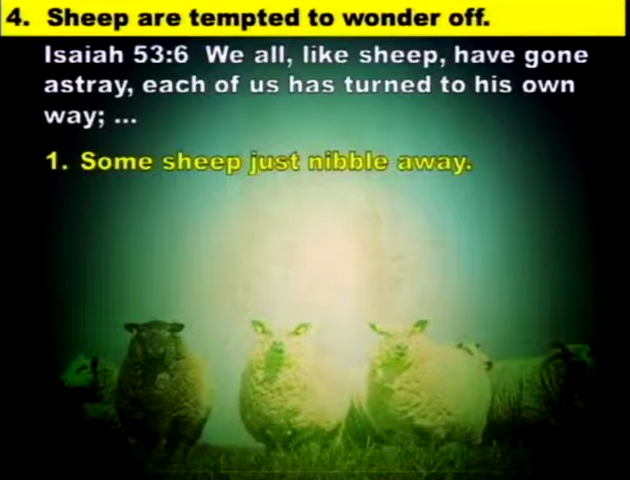 4. Sheep are tempted to wonder off.
Isaiah 53:6 We all, like sheep, have gone
astray, each of us has turned to his own
way; ...
1. Some sheep just nibble away.